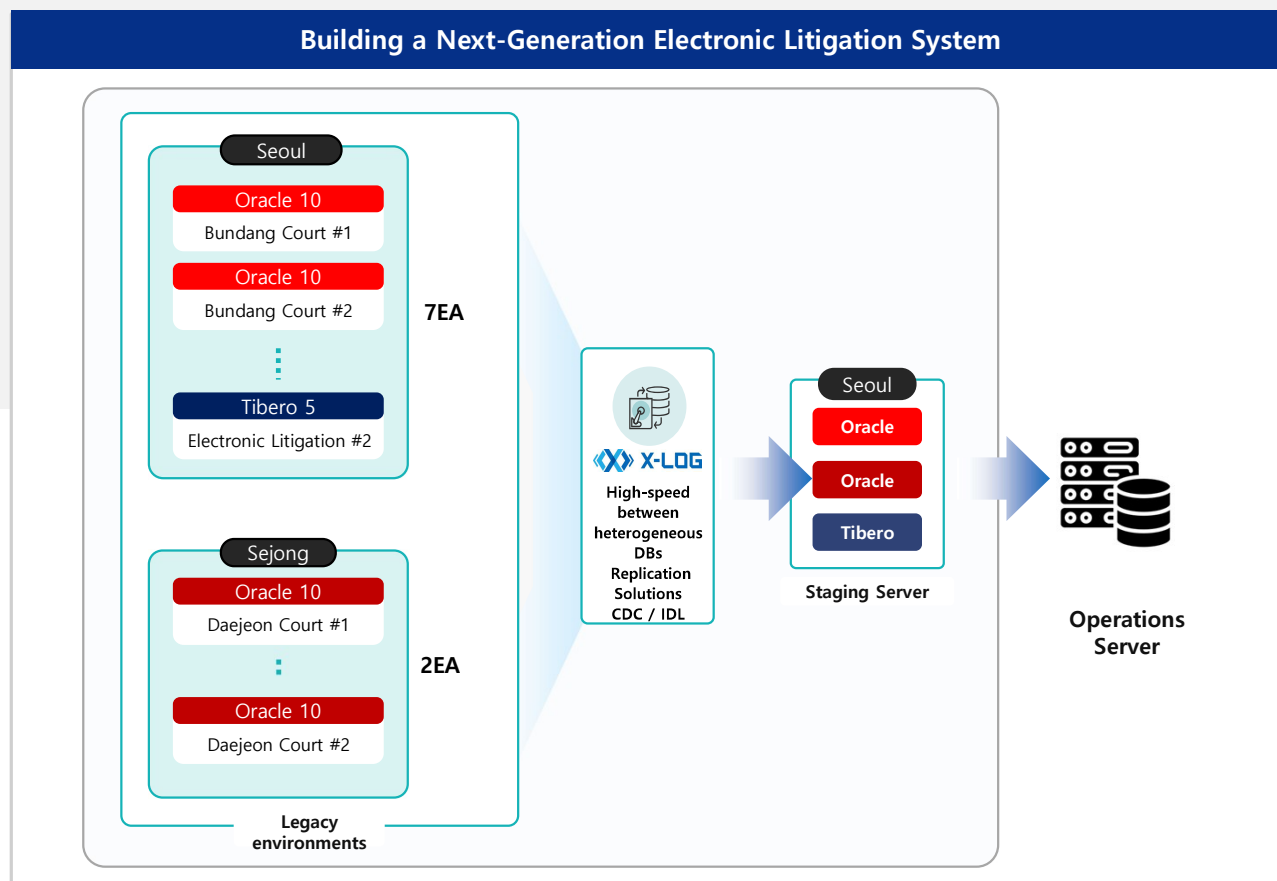 Building a Next-Generation Electronic Litigation System
Seoul
Oracle 10
Bundang Court #1
Oracle 10
Bundang Court #2
Tibero 5
Electronic Litigation #2
7EA
Sejong
Oracle 10
Daejeon Court #1
Oracle 10
Daejeon Court #2
2EA
Legacy
environments
X-LOG
High-speed
between
heterogeneous
DBs
Replication
Solutions
CDC / IDL
Seoul
Oracle
Oracle
Tibero
Staging Server
Operations
Server